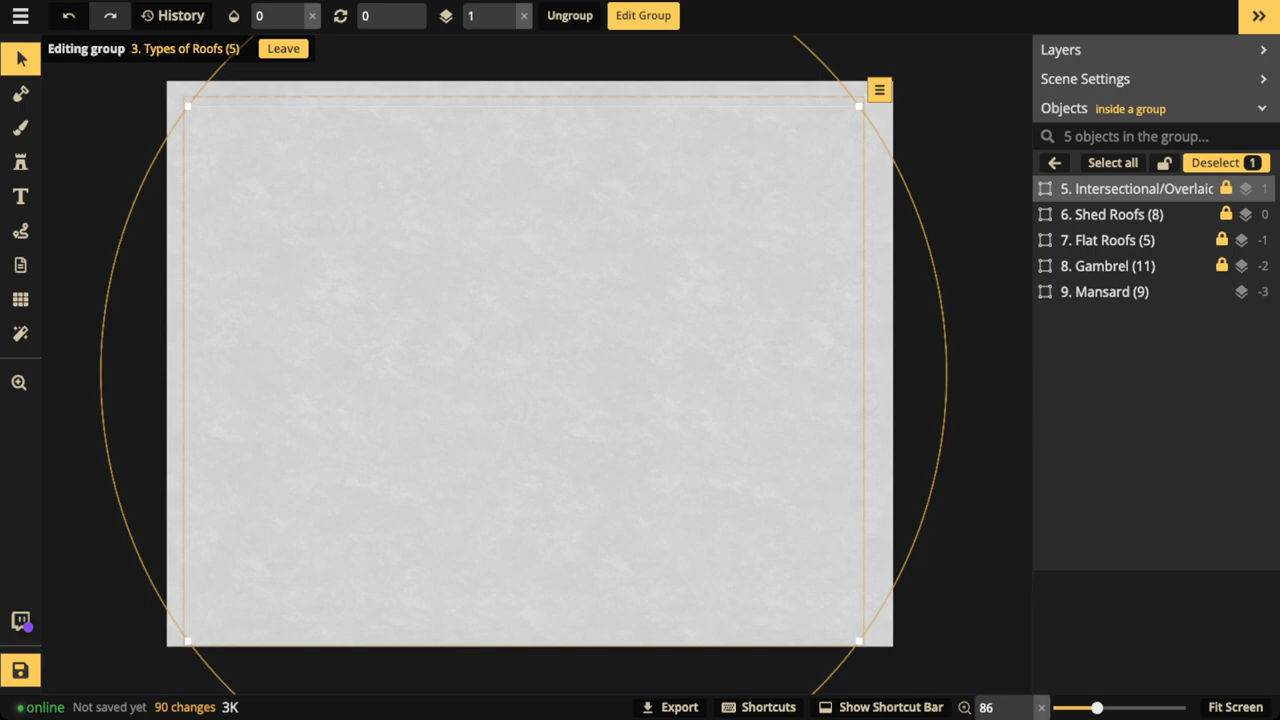 History 0 × 0 1 × Ungroup Edit Group
Editing group 3. Types of Roofs (5) Leave
Layers
Scene Settings
Objects inside a group
5 objects in the group...
Select all Deselect 1
5. Intersectional/Overlaic 1
6. Shed Roofs (8) 0
7. Flat Roofs (5) -1
8. Gambrel (11) -2
9. Mansard (9) -3
online Not saved yet 90 changes 3K Export Shortcuts Show Shortcut Bar 86 × Fit Screen